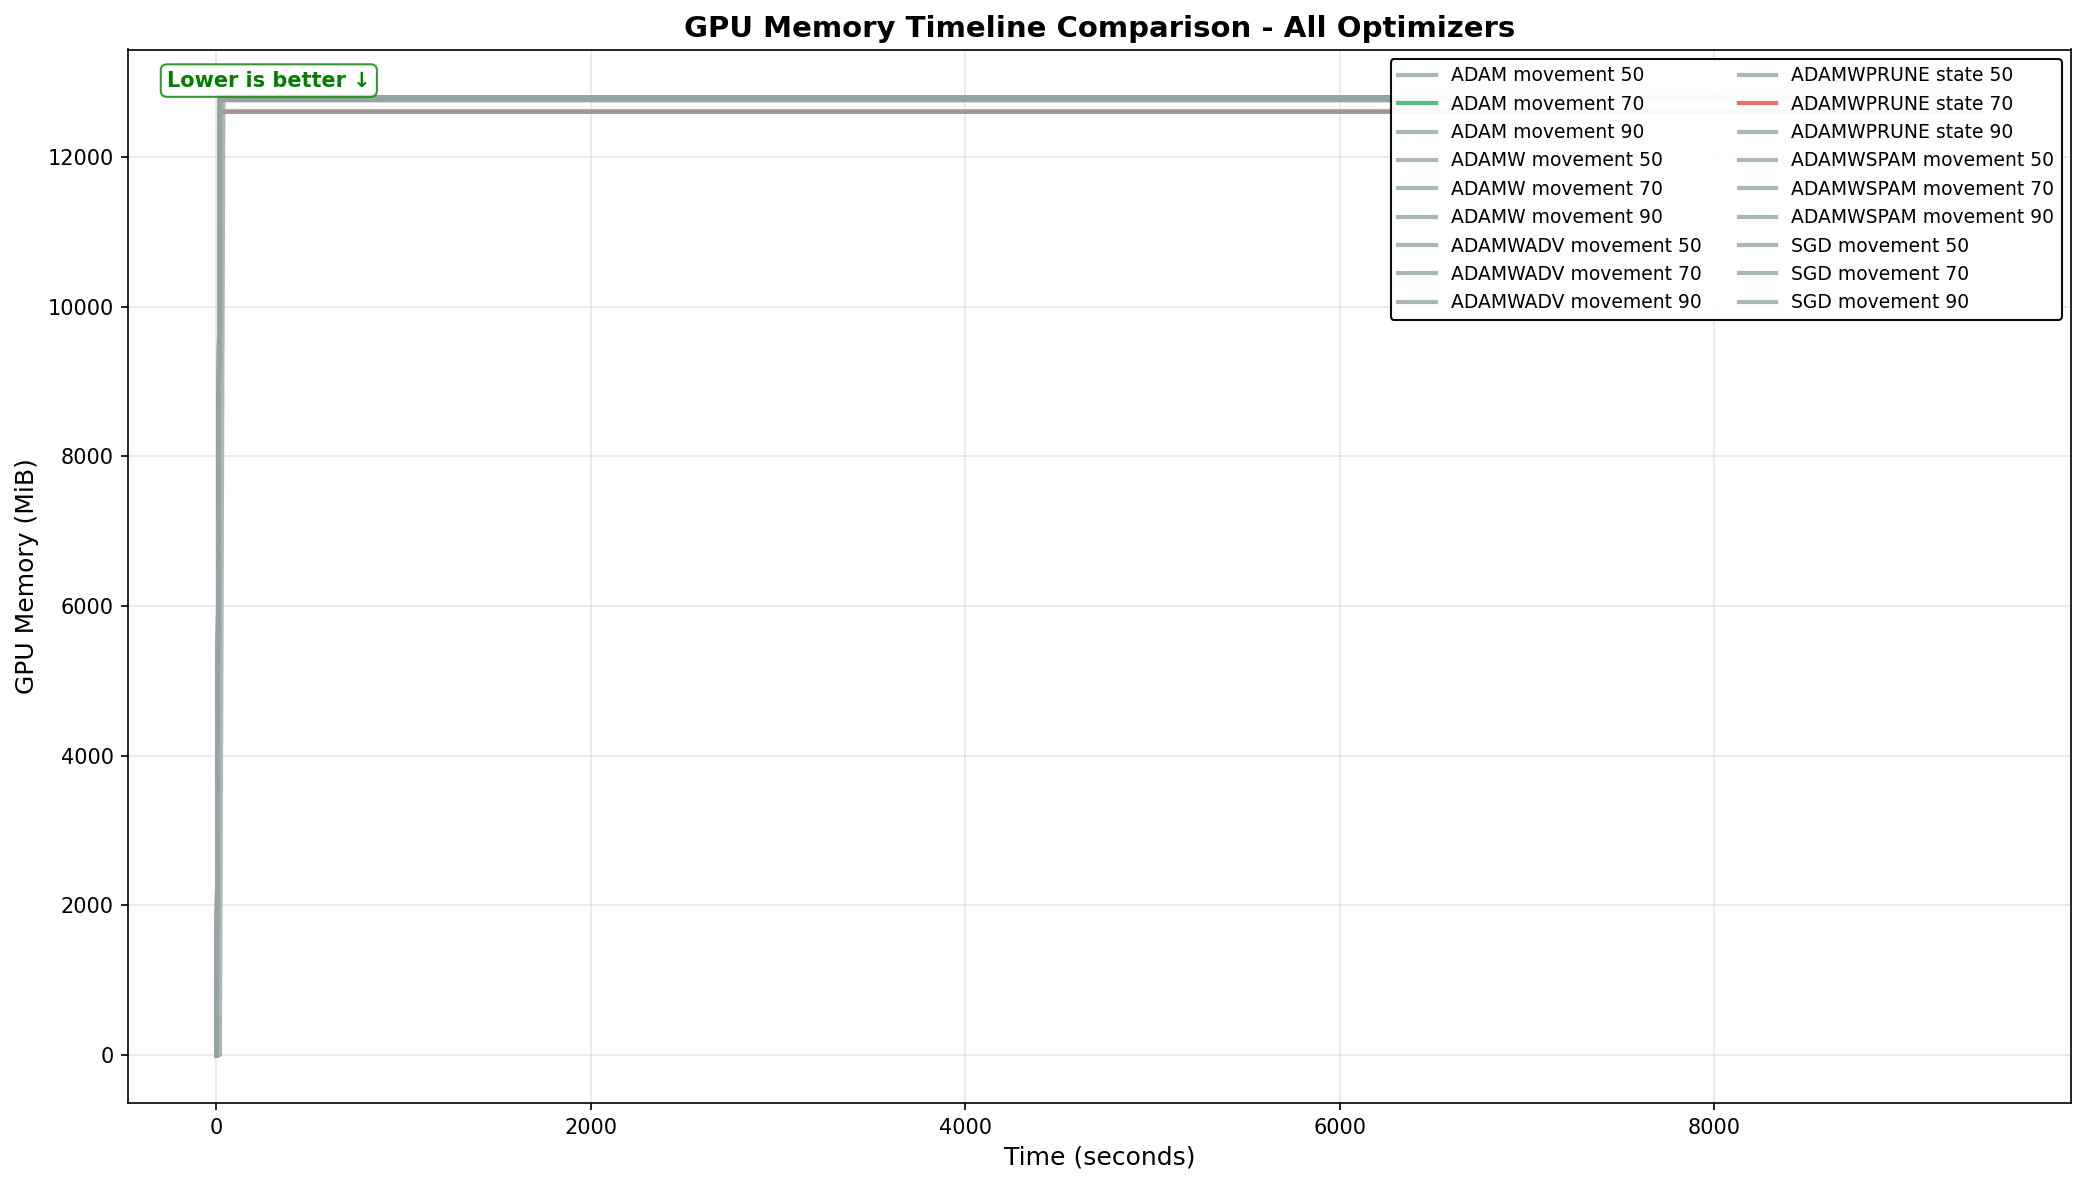 GPU Memory Timeline Comparison - All Optimizers
Lower is better ↓
ADAM movement 50
ADAM movement 70
ADAM movement 90
ADAMW movement 50
ADAMW movement 70
ADAMW movement 90
ADAMWADV movement 50
ADAMWADV movement 70
ADAMWADV movement 90
ADAMWPRUNE state 50
ADAMWPRUNE state 70
ADAMWPRUNE state 90
ADAMWSPAM movement 50
ADAMWSPAM movement 70
ADAMWSPAM movement 90
SGD movement 50
SGD movement 70
SGD movement 90
GPU Memory (MiB)
12000
10000
8000
6000
4000
2000
0
0 2000 4000 6000 8000
Time (seconds)